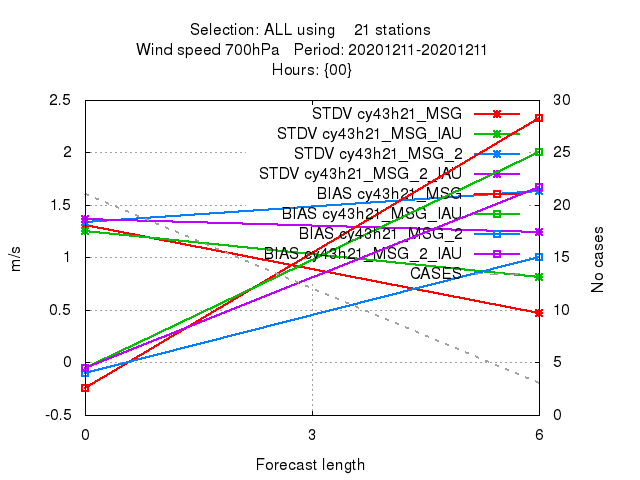 Selection: ALL using    21 stations
Wind speed 700hPa   Period: 20201211-20201211
Hours: {00}
2.5
2
1.5
1
0.5
0
-0.5
m/s
STDV cy43h21_MSG
STDV cy43h21_MSG_IAU
STDV cy43h21_MSG_2
STDV cy43h21_MSG_2_IAU
BIAS cy43h21_MSG
BIAS cy43h21_MSG_IAU
BIAS cy43h21_MSG_2
BIAS cy43h21_MSG_2_IAU
CASES
30
25
20
15
10
5
0
No cases
0 3 6
Forecast length